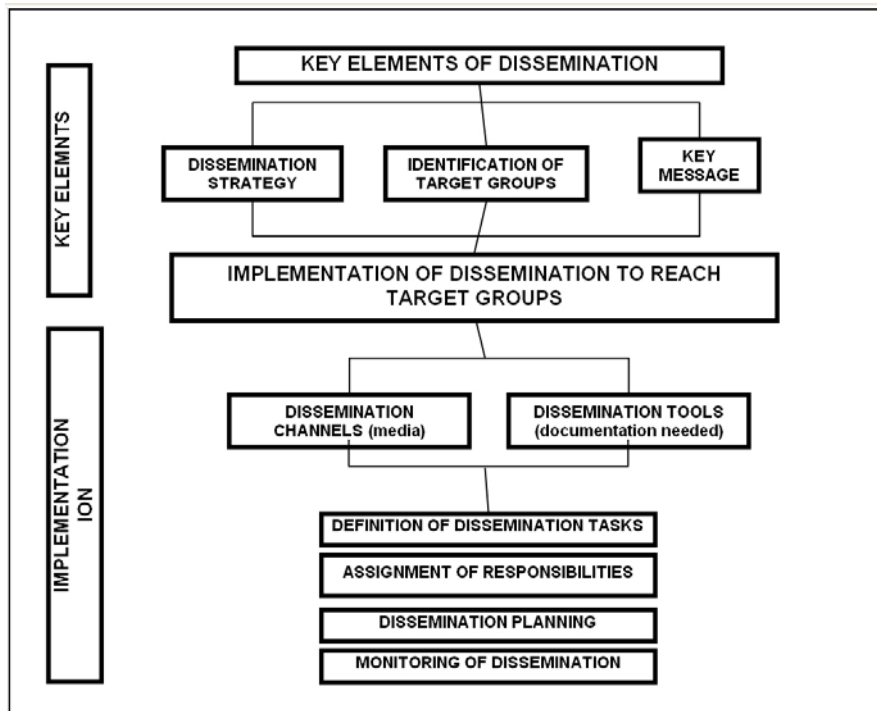 KEY ELEMENTS OF DISSEMINATION
KEY ELEMNTS
DISSEMINATION
STRATEGY
IDENTIFICATION OF
TARGET GROUPS
KEY
MESSAGE
IMPLEMENTATION OF DISSEMINATION TO REACH
TARGET GROUPS
IMPLEMENTATION
ION
DISSEMINATION
CHANNELS (media)
DISSEMINATION TOOLS
(documentation needed)
DEFINITION OF DISSEMINATION TASKS
ASSIGNMENT OF RESPONSIBILITIES
DISSEMINATION PLANNING
MONITORING OF DISSEMINATION